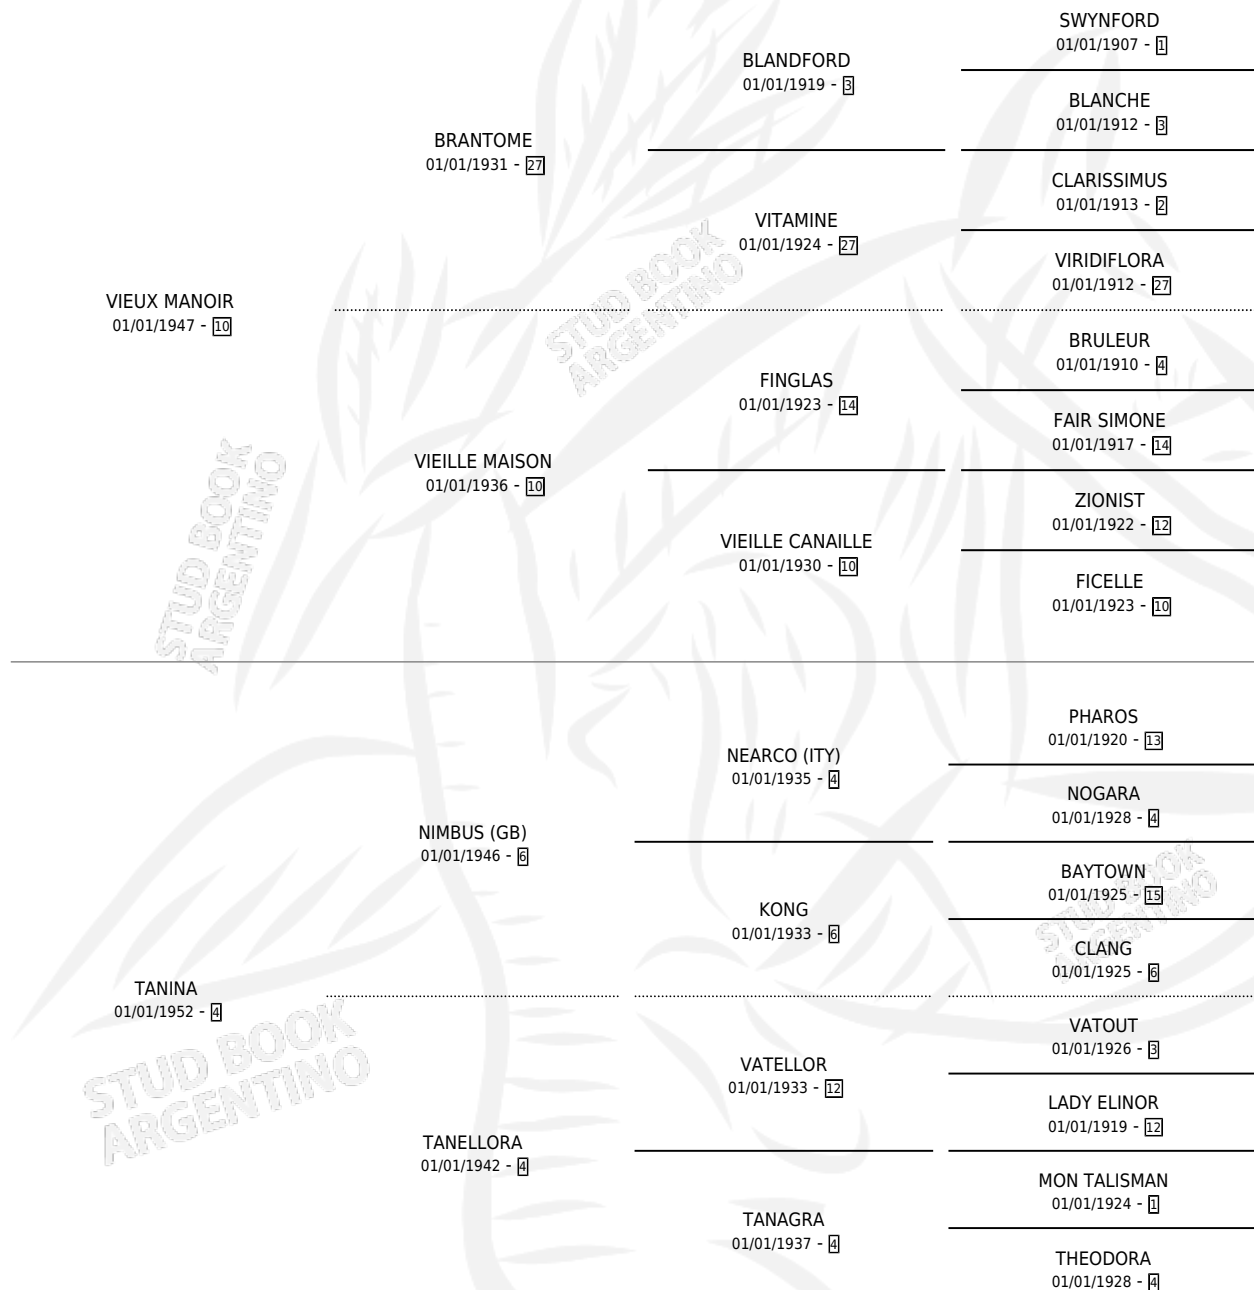 SWYNFORD
01/01/1907 - 1
BLANDFORD
01/01/1919 - 3
BLANCHE
01/01/1912 - 3
BRANTOME
01/01/1931 - 27
CLARISSIMUS
01/01/1913 - 2
VITAMINE
01/01/1924 - 27
VIRIDIFLORA
01/01/1912 - 27
STUD BOOK
ARGENTINO
VIEUX MANOIR
01/01/1947 - 10
BRULEUR
01/01/1910 - 4
FINGLAS
01/01/1923 - 14
FAIR SIMONE
01/01/1917 - 14
VIEILLE MAISON
01/01/1936 - 10
ZIONIST
01/01/1922 - 12
VIEILLE CANAILLE
01/01/1930 - 10
FICELLE
01/01/1923 - 10
STUD BOOK
ARGENTINO
PHAROS
01/01/1920 - 13
NEARCO (ITY)
01/01/1935 - 4
NOGARA
01/01/1928 - 4
NIMBUS (GB)
01/01/1946 - 6
BAYTOWN
01/01/1925 - 15
KONG
01/01/1933 - 6
CLANG
01/01/1925 - 6
STUD BOOK
ARGENTINO
TANINA
01/01/1952 - 4
VATOUT
01/01/1926 - 3
VATELLOR
01/01/1933 - 12
LADY ELINOR
01/01/1919 - 12
STUD BOOK
ARGENTINO
TANELLORA
01/01/1942 - 4
MON TALISMAN
01/01/1924 - 1
TANAGRA
01/01/1937 - 4
THEODORA
01/01/1928 - 4